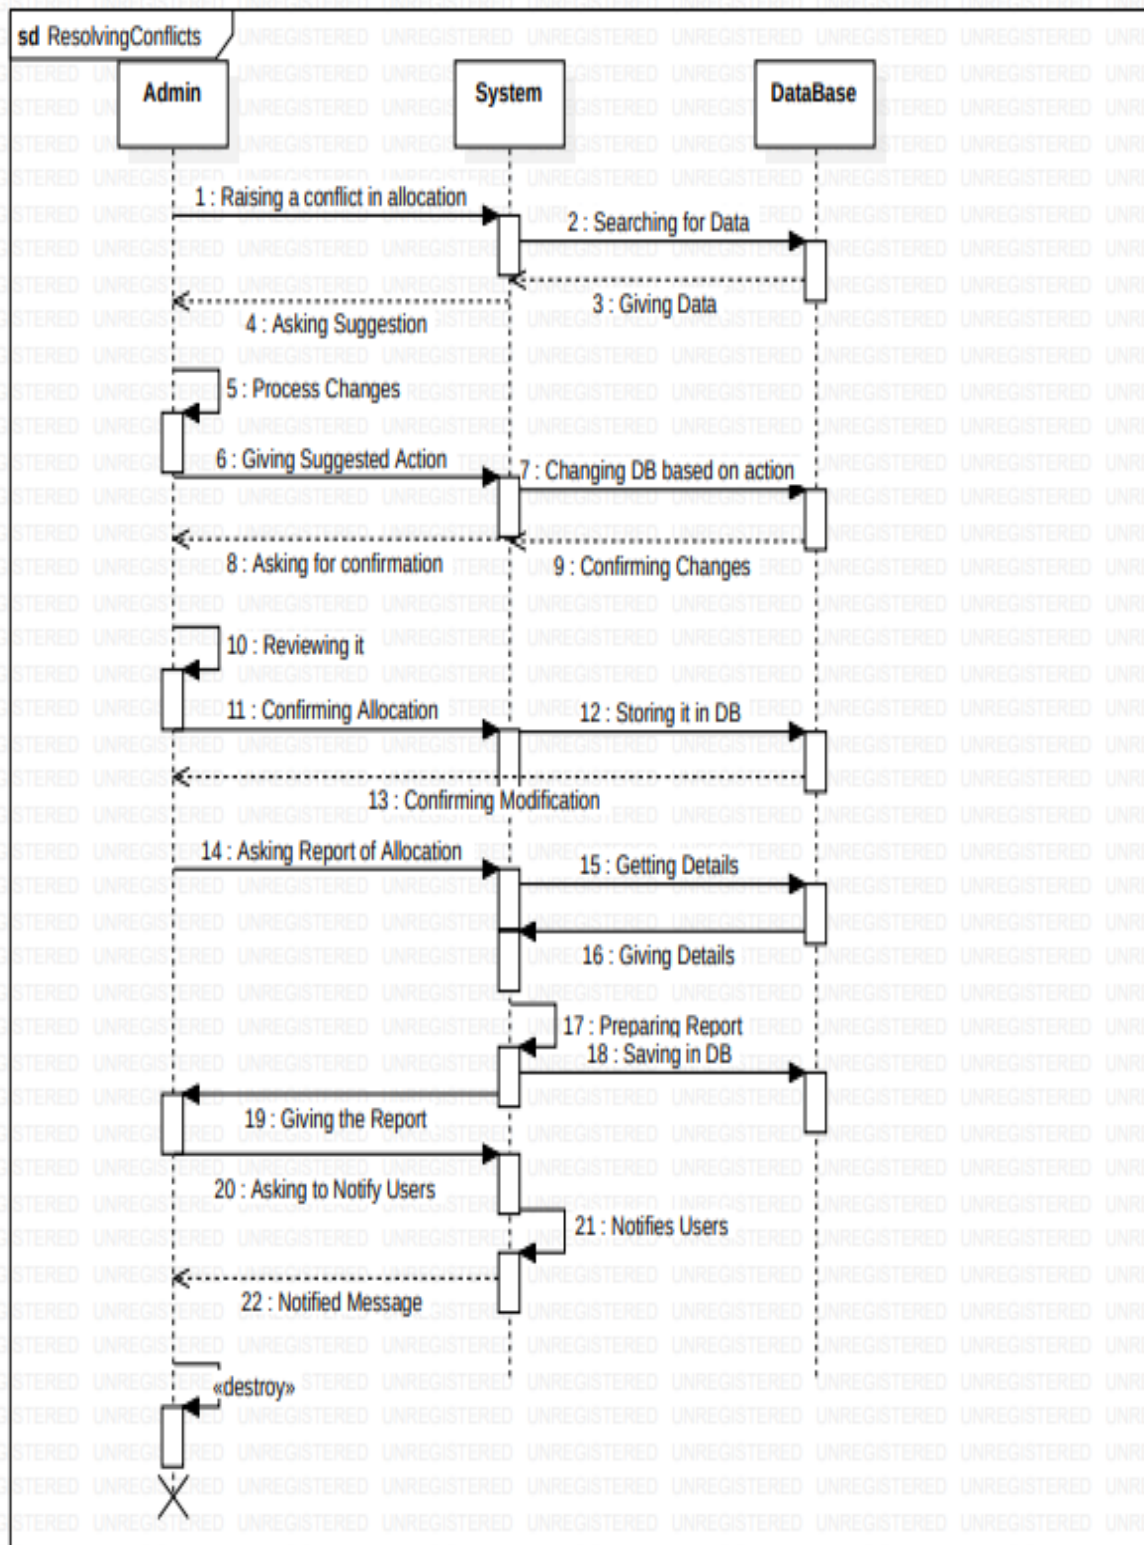 sd ResolvingConflicts
Admin
System
DataBase
1 : Raising a conflict in allocation
2 : Searching for Data
3 : Giving Data
4 : Asking Suggestion
5 : Process Changes
6 : Giving Suggested Action
7 : Changing DB based on action
8 : Asking for confirmation
9 : Confirming Changes
10 : Reviewing it
11 : Confirming Allocation
12 : Storing it in DB
13 : Confirming Modification
14 : Asking Report of Allocation
15 : Getting Details
16 : Giving Details
17 : Preparing Report
18 : Saving in DB
19 : Giving the Report
20 : Asking to Notify Users
21 : Notifies Users
22 : Notified Message
«destroy»
UNREGISTERED